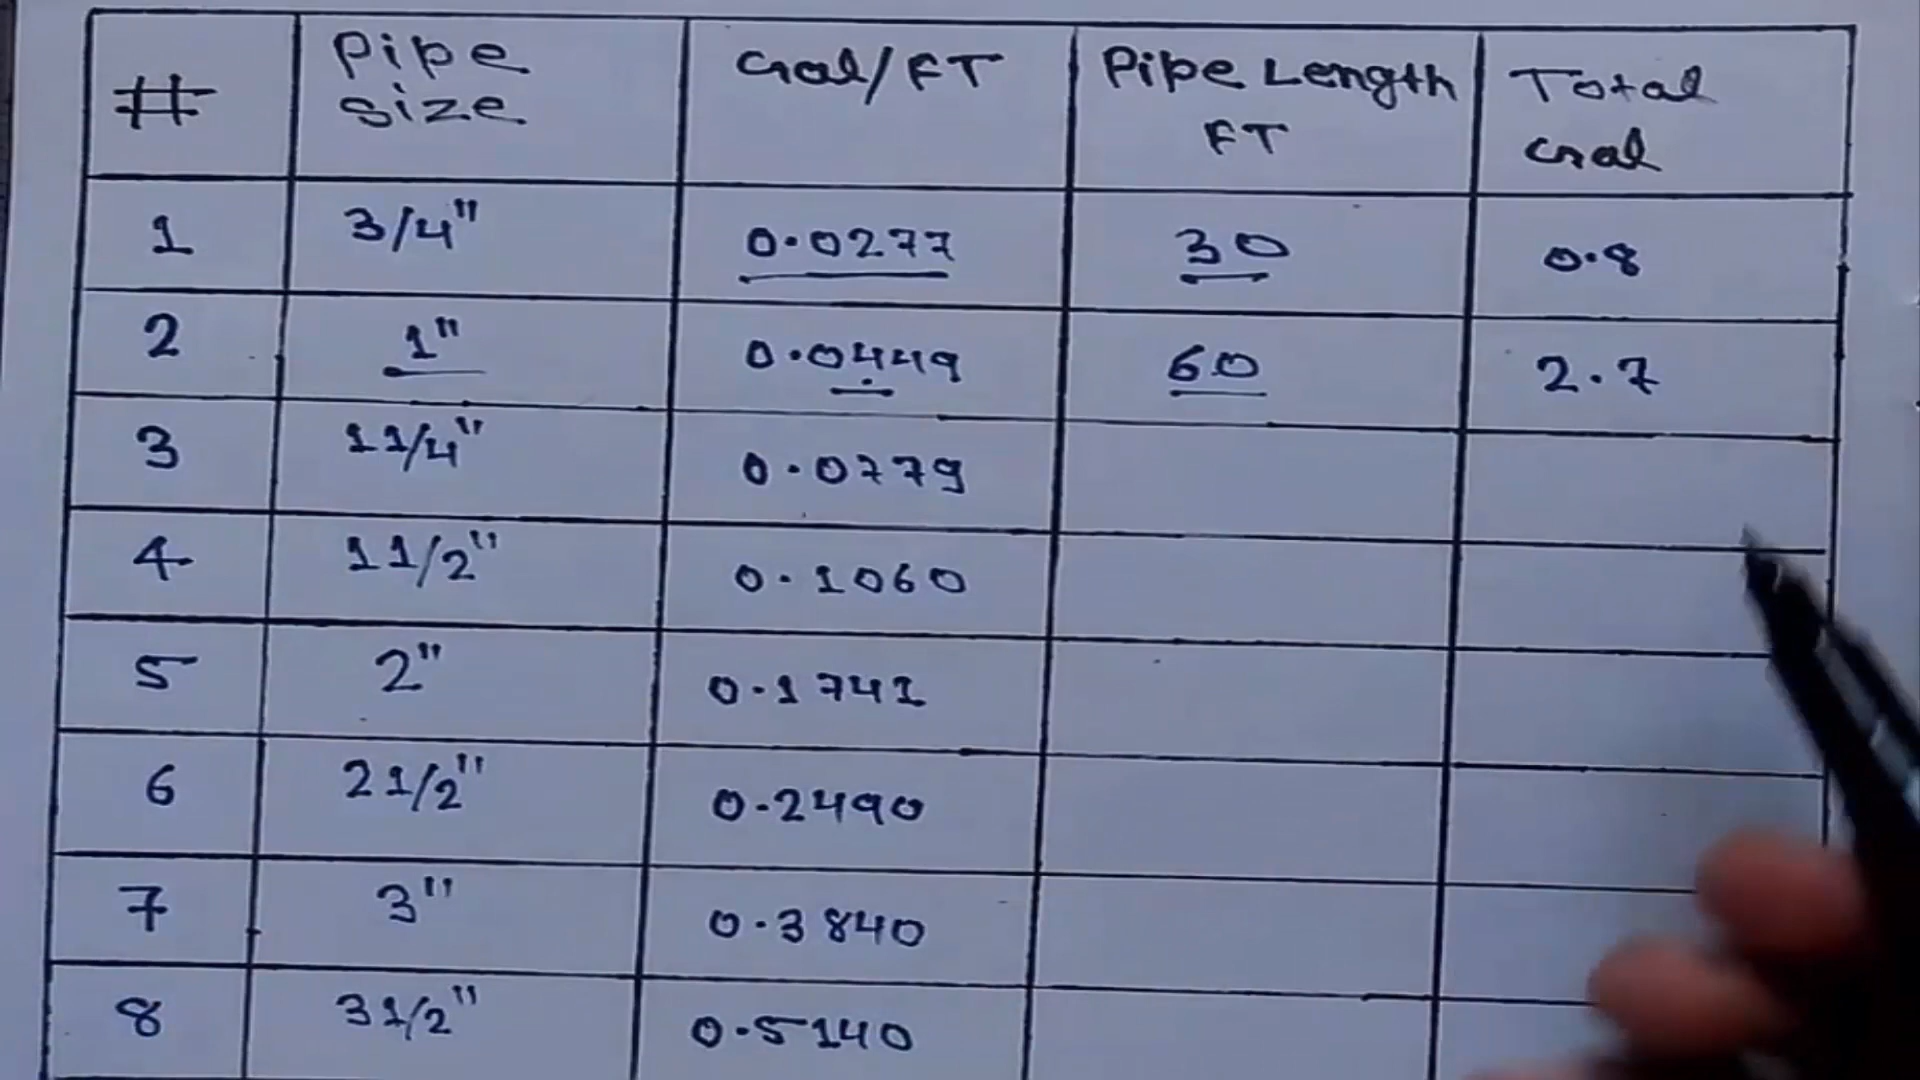 # Pipe size Gal/FT Pipe Length FT Total Gal
1 3/4" 0.0277 30 0.8
2 1" 0.0449 60 2.7
3 1 1/4" 0.0779
4 1 1/2" 0.1060
5 2" 0.1741
6 2 1/2" 0.2490
7 3" 0.3840
8 3 1/2" 0.5140